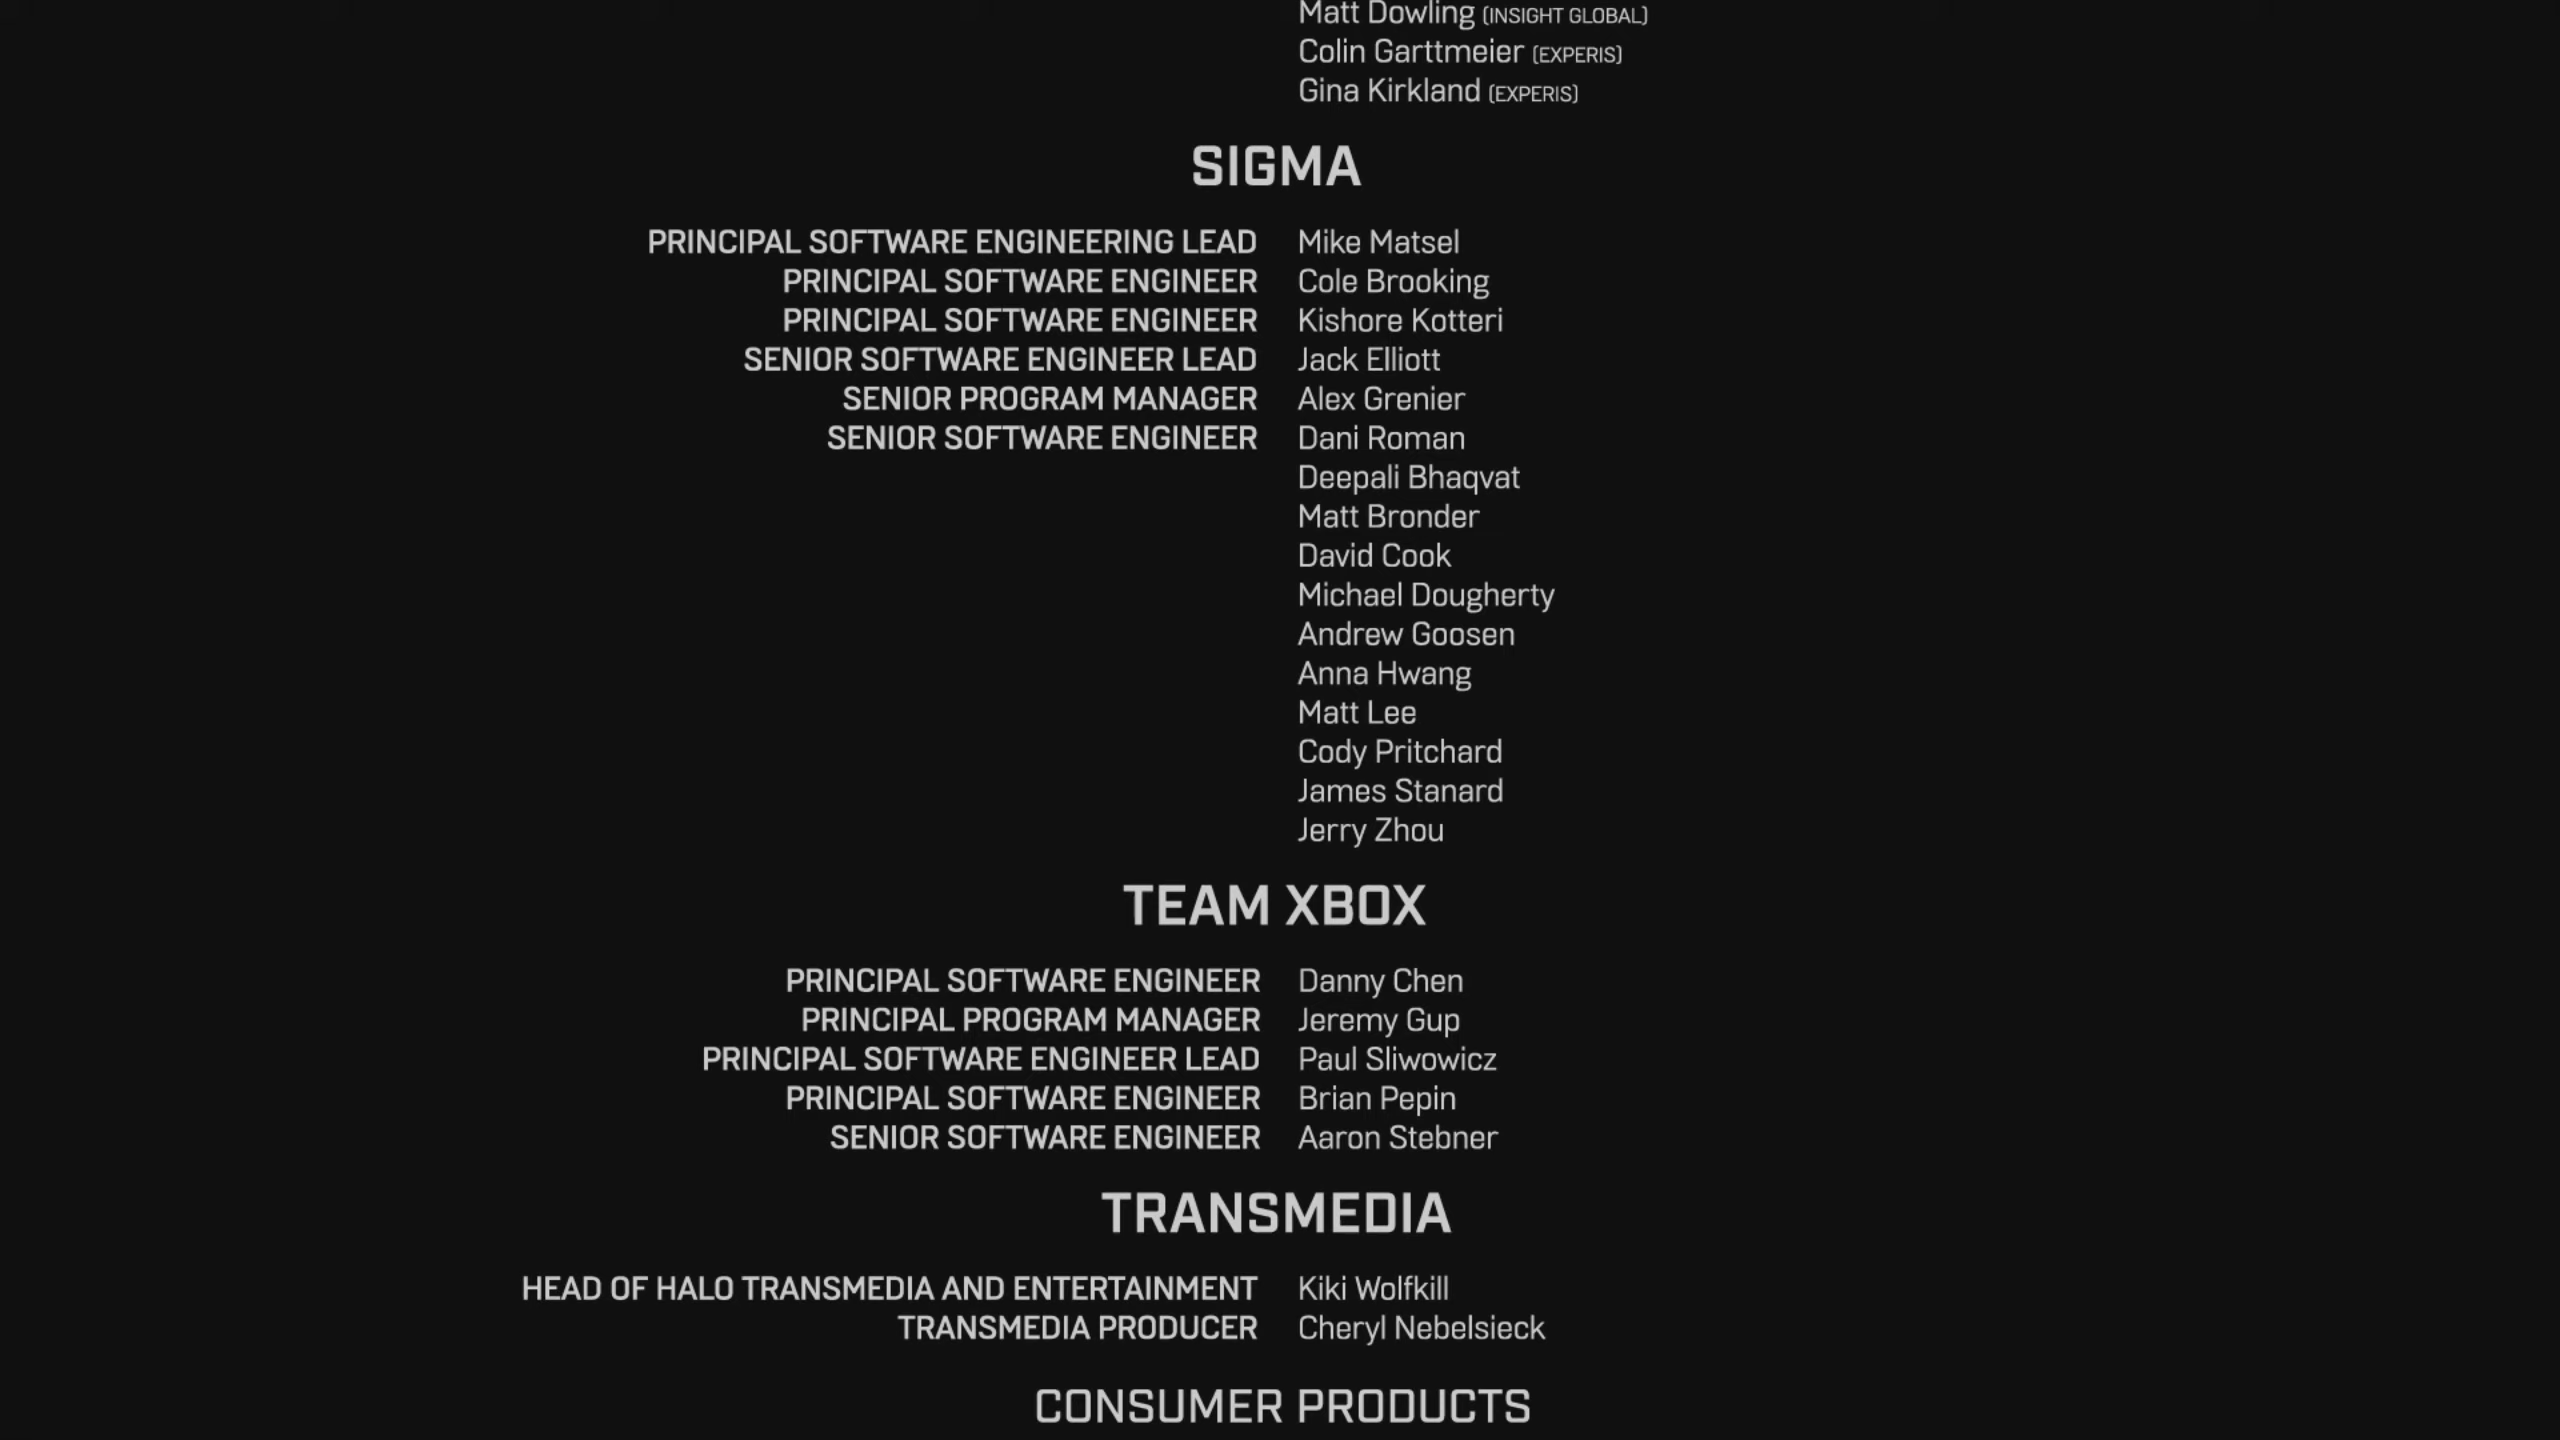 Matt Dowling (INSIGHT GLOBAL)
Colin Garttmeier (EXPERIS)
Gina Kirkland (EXPERIS)
SIGMA
PRINCIPAL SOFTWARE ENGINEERING LEAD Mike Matsel
PRINCIPAL SOFTWARE ENGINEER Cole Brooking
PRINCIPAL SOFTWARE ENGINEER Kishore Kotteri
SENIOR SOFTWARE ENGINEER LEAD Jack Elliott
SENIOR PROGRAM MANAGER Alex Grenier
SENIOR SOFTWARE ENGINEER Dani Roman
Deepali Bhaqvat
Matt Bronder
David Cook
Michael Dougherty
Andrew Goosen
Anna Hwang
Matt Lee
Cody Pritchard
James Stanard
Jerry Zhou
TEAM XBOX
PRINCIPAL SOFTWARE ENGINEER Danny Chen
PRINCIPAL PROGRAM MANAGER Jeremy Gup
PRINCIPAL SOFTWARE ENGINEER LEAD Paul Sliwowicz
PRINCIPAL SOFTWARE ENGINEER Brian Pepin
SENIOR SOFTWARE ENGINEER Aaron Stebner
TRANSMEDIA
HEAD OF HALO TRANSMEDIA AND ENTERTAINMENT Kiki Wolfkill
TRANSMEDIA PRODUCER Cheryl Nebelsieck
CONSUMER PRODUCTS